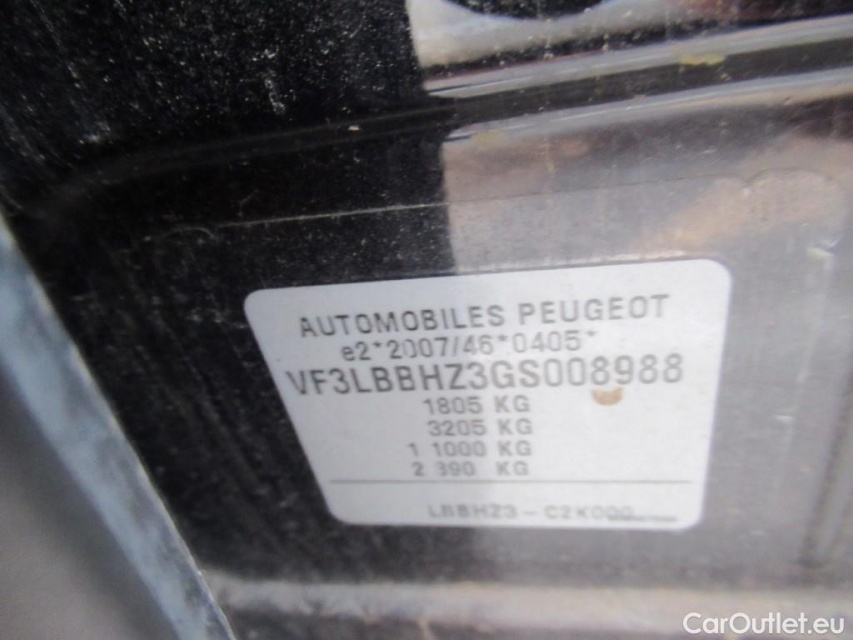 AUTOMOBILES PEUGEOT
e2*2007/46*0405*
VF3LBBHZ3GS008988
1805 KG
3205 KG
1 1000 KG
2 390 KG
LBBHZ3-C2K000
CarOutlet.eu